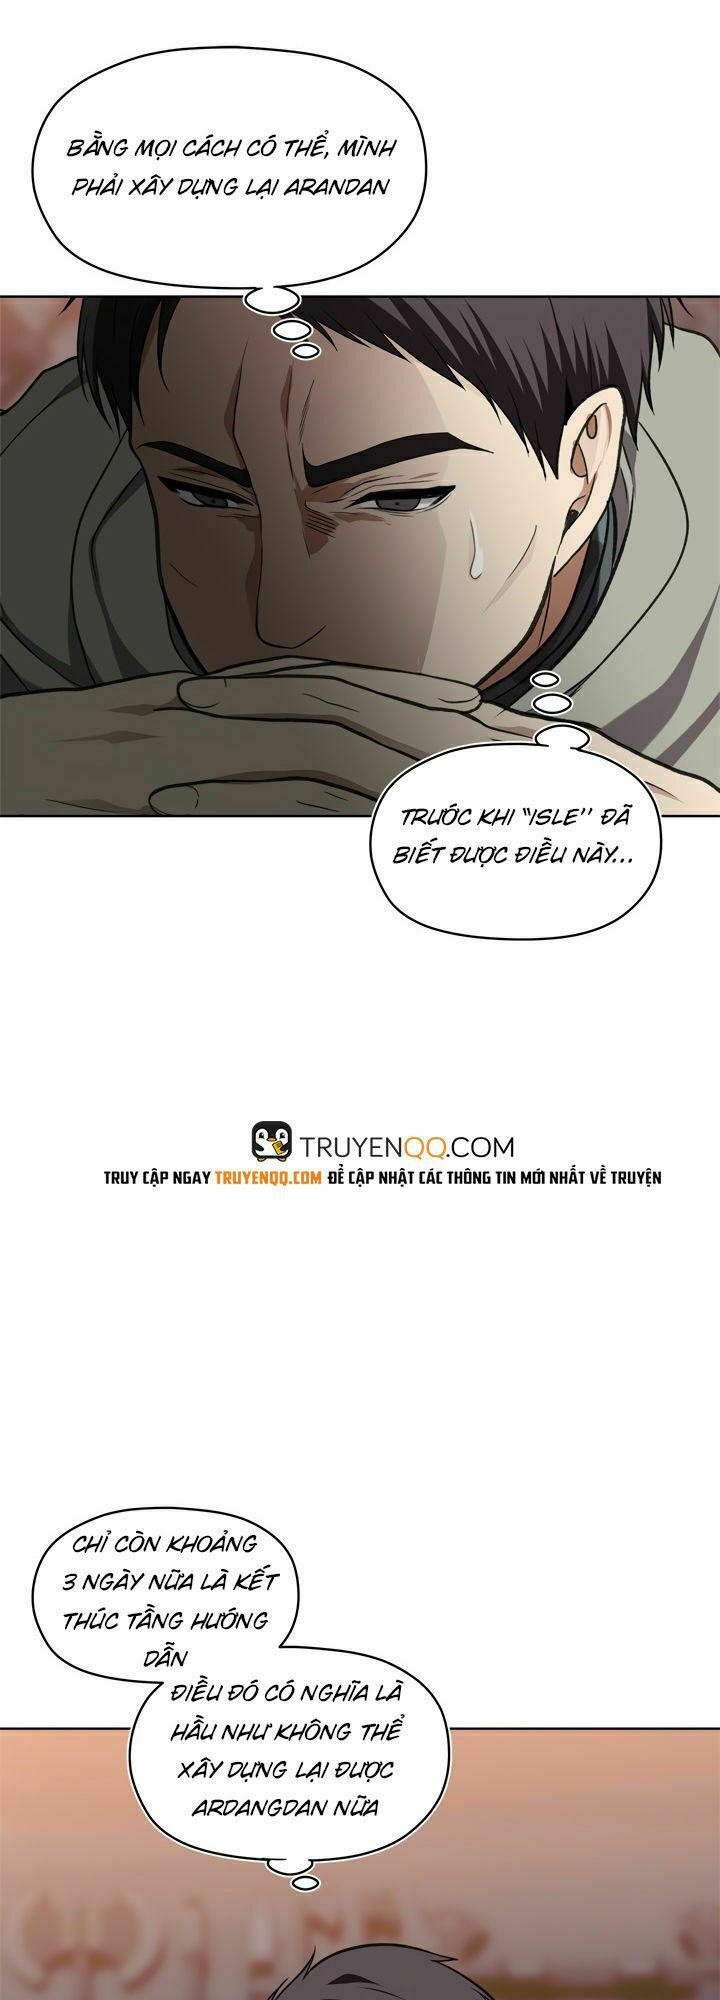 BẰNG MỌI CÁCH CÓ THỂ, MÌNH
PHẢI XÂY DỰNG LẠI ARANDAN
TRƯỚC KHI “ISLE” ĐÃ
BIẾT ĐƯỢC ĐIỀU NÀY...
TRUYENQQ.COM
TRUY CẬP NGAY TRUYENQQ.COM ĐỂ CẬP NHẬT CÁC THÔNG TIN MỚI NHẤT VỀ TRUYỆN
CHỈ CÒN KHOẢNG
3 NGÀY NỮA LÀ KẾT
THÚC TẦNG HƯỚNG
DẪN
ĐIỀU ĐÓ CÓ NGHĨA LÀ
HẦU NHƯ KHÔNG THỂ
XÂY DỰNG LẠI ĐƯỢC
ARDANGDAN NỮA